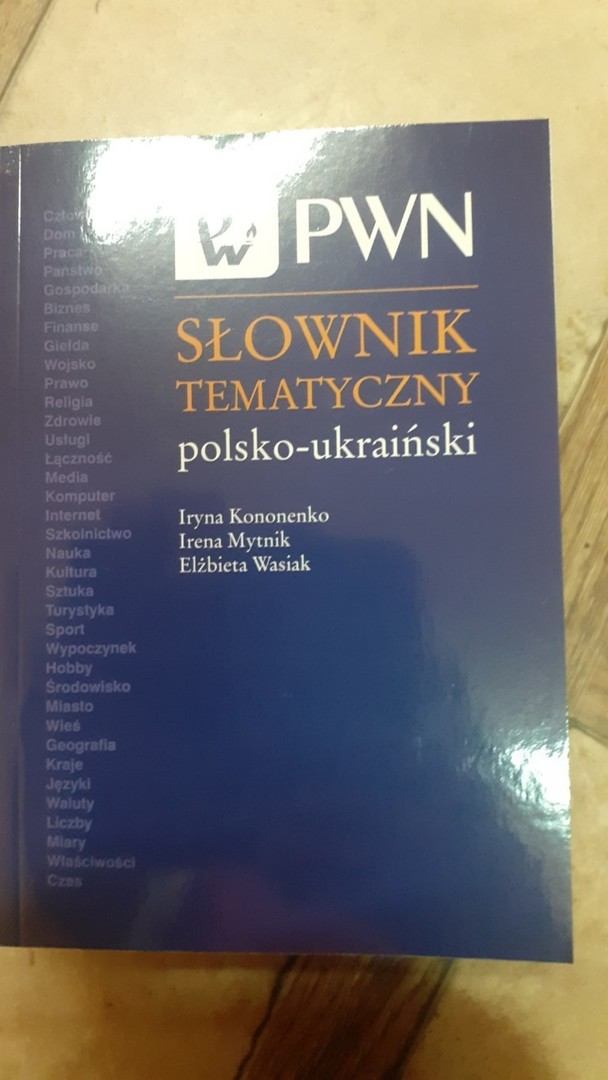 PWN
SŁOWNIK
TEMATYCZNY
polsko-ukraiński
Iryna Kononenko
Irena Mytnik
Elżbieta Wasiak
Dom
Praca
Państwo
Gospodarka
Biznes
Finanse
Giełda
Wojsko
Prawo
Religia
Zdrowie
Usługi
Łączność
Media
Komputer
Internet
Szkolnictwo
Nauka
Kultura
Sztuka
Turystyka
Sport
Wypoczynek
Hobby
Środowisko
Miasto
Wieś
Geografia
Kraje
Języki
Waluty
Liczby
Miary
Właściwości
Czas